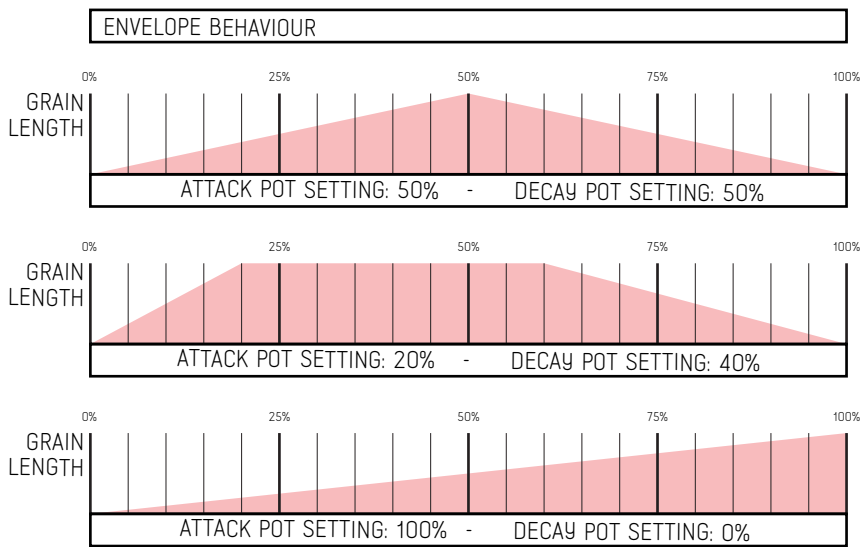 ENVELOPE BEHAVIOUR
0% 25% 50% 75% 100%
GRAIN
LENGTH
ATTACK POT SETTING: 50% - DECAY POT SETTING: 50%
0% 25% 50% 75% 100%
GRAIN
LENGTH
ATTACK POT SETTING: 20% - DECAY POT SETTING: 40%
0% 25% 50% 75% 100%
GRAIN
LENGTH
ATTACK POT SETTING: 100% - DECAY POT SETTING: 0%